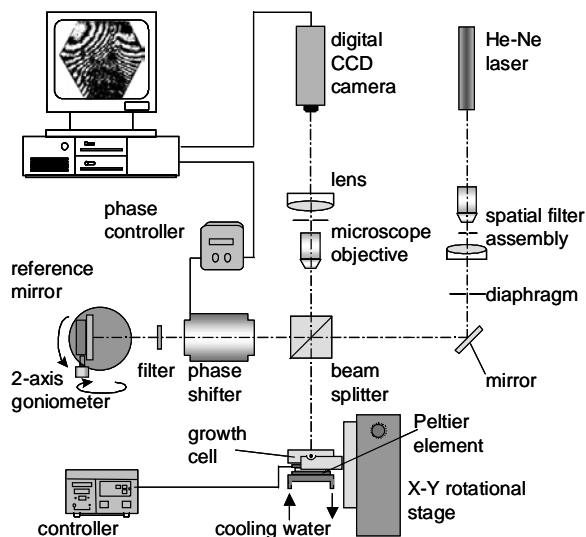 digital
CCD
camera
He-Ne
laser
lens
microscope
objective
spatial filter
assembly
phase
controller
diaphragm
reference
mirror
2-axis
goniometer
filter
phase
shifter
beam
splitter
mirror
growth
cell
Peltier
element
X-Y rotational
stage
controller
cooling water